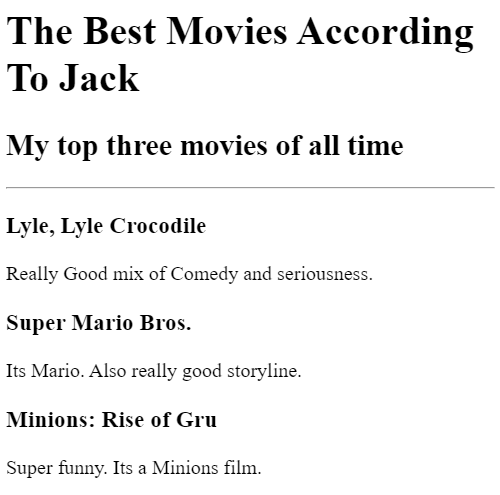 The Best Movies According
To Jack
My top three movies of all time
Lyle, Lyle Crocodile
Really Good mix of Comedy and seriousness.
Super Mario Bros.
Its Mario. Also really good storyline.
Minions: Rise of Gru
Super funny. Its a Minions film.